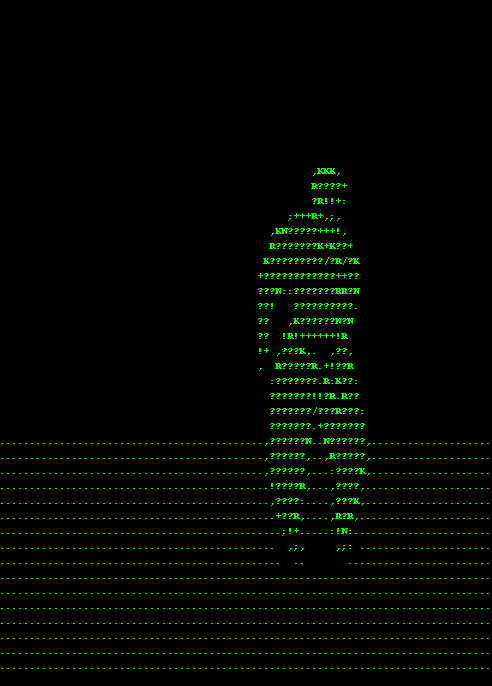 ,KKK,
R????+
?R!!+:
;+++R+,;,
,KN?????+++!,
R???????K+K??+
K?????????/?R/?K
+????????????++??
???N::???????RR?N
??!   ??????????.
??   ,K??????N?N
??  !R!++++++!R
!+ ,???K,.  ,??,
,  R?????R.+!??R
:???????.R:K??:
???????!!?R.R??
???????/???R???:
???????.+???????
............................................,??????N. N??????,....................
............................................,??????,..,R?????,....................
............................................,??????,. .:????K,....................
.............................................!????R,...,????,.....................
.............................................,????:   .,???K,.....................
..............................................+??R,....,R?R,......................
...............................................;!+.....:!N:.......................
..............................................  ,;,     ,;: ......................
...............................................  ..       ........................
..................................................................................
..................................................................................
..................................................................................
..................................................................................
..................................................................................
..................................................................................
..................................................................................